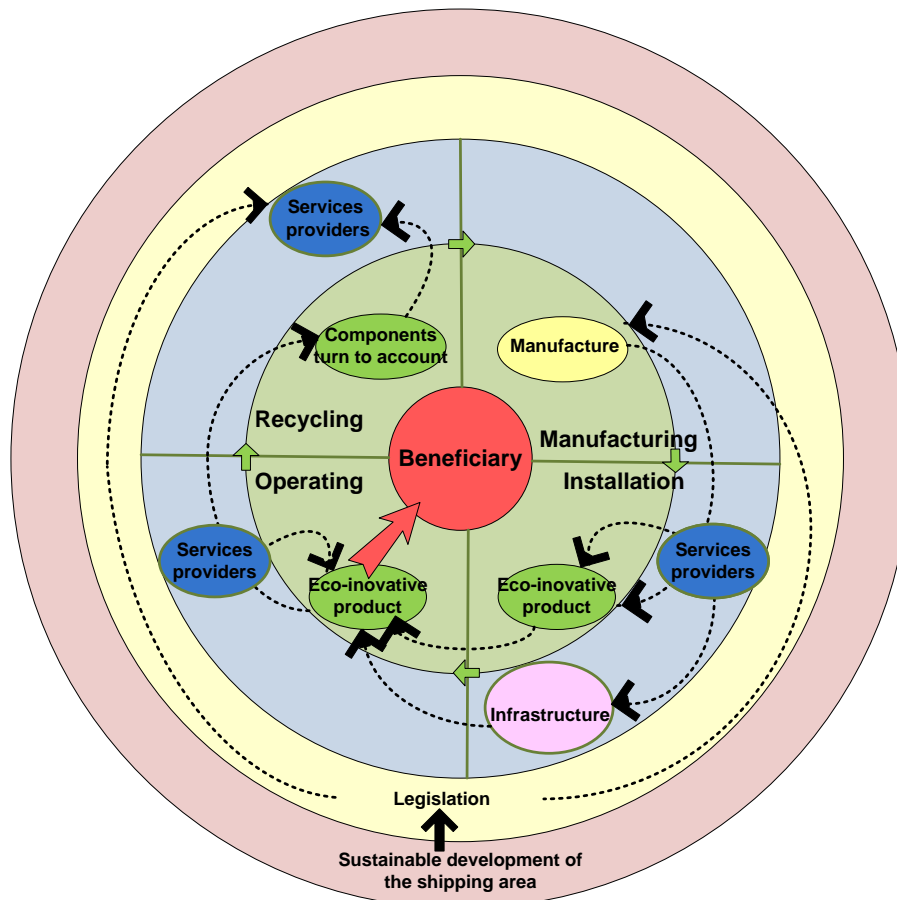 Services
providers
Components
turn to account
Manufacture
Recycling
Manufacturing
Beneficiary
Operating
Installation
Services
providers
Eco-inovative
product
Eco-inovative
product
Services
providers
Infrastructure
Legislation
Sustainable development of
the shipping area